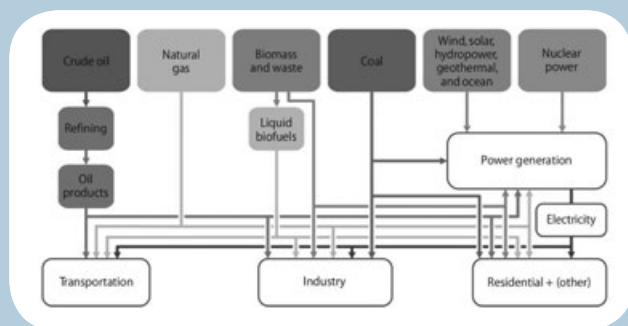 Crude oil
Natural
gas
Biomass
and waste
Coal
Wind, solar,
hydropower,
geothermal,
and ocean
Nuclear
power
Refining
Liquid
biofuels
Power generation
Oil
products
Electricity
Transportation
Industry
Residential + (other)